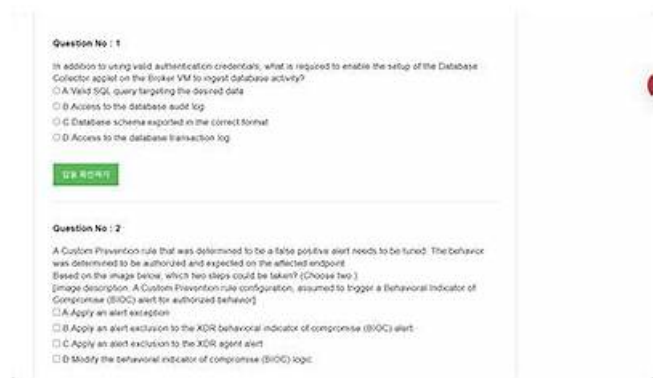 Question No : 1
In addition to using valid authentication credentials, what is required to enable the setup of the Database
Collector applet on the Broker VM to ingest database activity?
A.Valid SQL query targeting the desired data
B.Access to the database audit log
C.Database schema exported in the correct format
D.Access to the database transaction log
답을 확인하기
Question No : 2
A Custom Prevention rule that was determined to be a false positive alert needs to be tuned. The behavior
was determined to be authorized and expected on the affected endpoint.
Based on the image below, which two steps could be taken? (Choose two.)
[image description: A Custom Prevention rule configuration, assumed to trigger a Behavioral Indicator of
Compromise (BIOC) alert for authorized behavior]
A.Apply an alert exception
B.Apply an alert exclusion to the XDR behavioral indicator of compromise (BIOC) alert.
C.Apply an alert exclusion to the XDR agent alert
D.Modify the behavioral indicator of compromise (BIOC) logic.